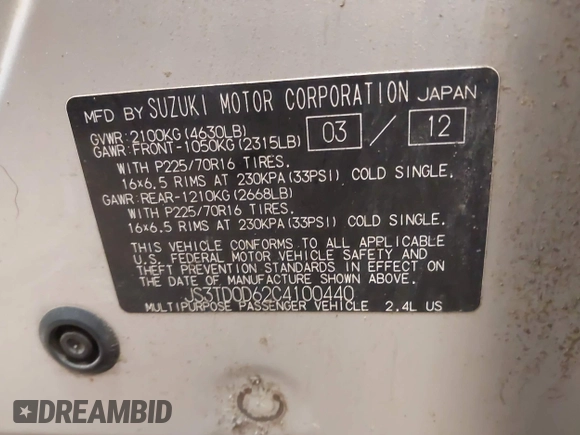 MFD BY SUZUKI MOTOR CORPORATION JAPAN
GVWR:2100KG(4630LB)
GAWR:FRONT-1050KG(2315LB) 03 / 12
WITH P225/70R16 TIRES.
16x6.5 RIMS AT 230KPA(33PSI) COLD SINGLE.
GAWR:REAR-1210KG(2668LB)
WITH P225/70R16 TIRES.
16x6.5 RIMS AT 230KPA(33PSI) COLD SINGLE.
THIS VEHICLE CONFORMS TO ALL APPLICABLE
U.S. FEDERAL MOTOR VEHICLE SAFETY AND
THEFT PREVENTION STANDARDS IN EFFECT ON
THE DATE OF MANUFACTURE SHOWN ABOVE.
JS3TD0D62C4100440
MULTIPURPOSE PASSENGER VEHICLE 2.4L US
DREAMBID